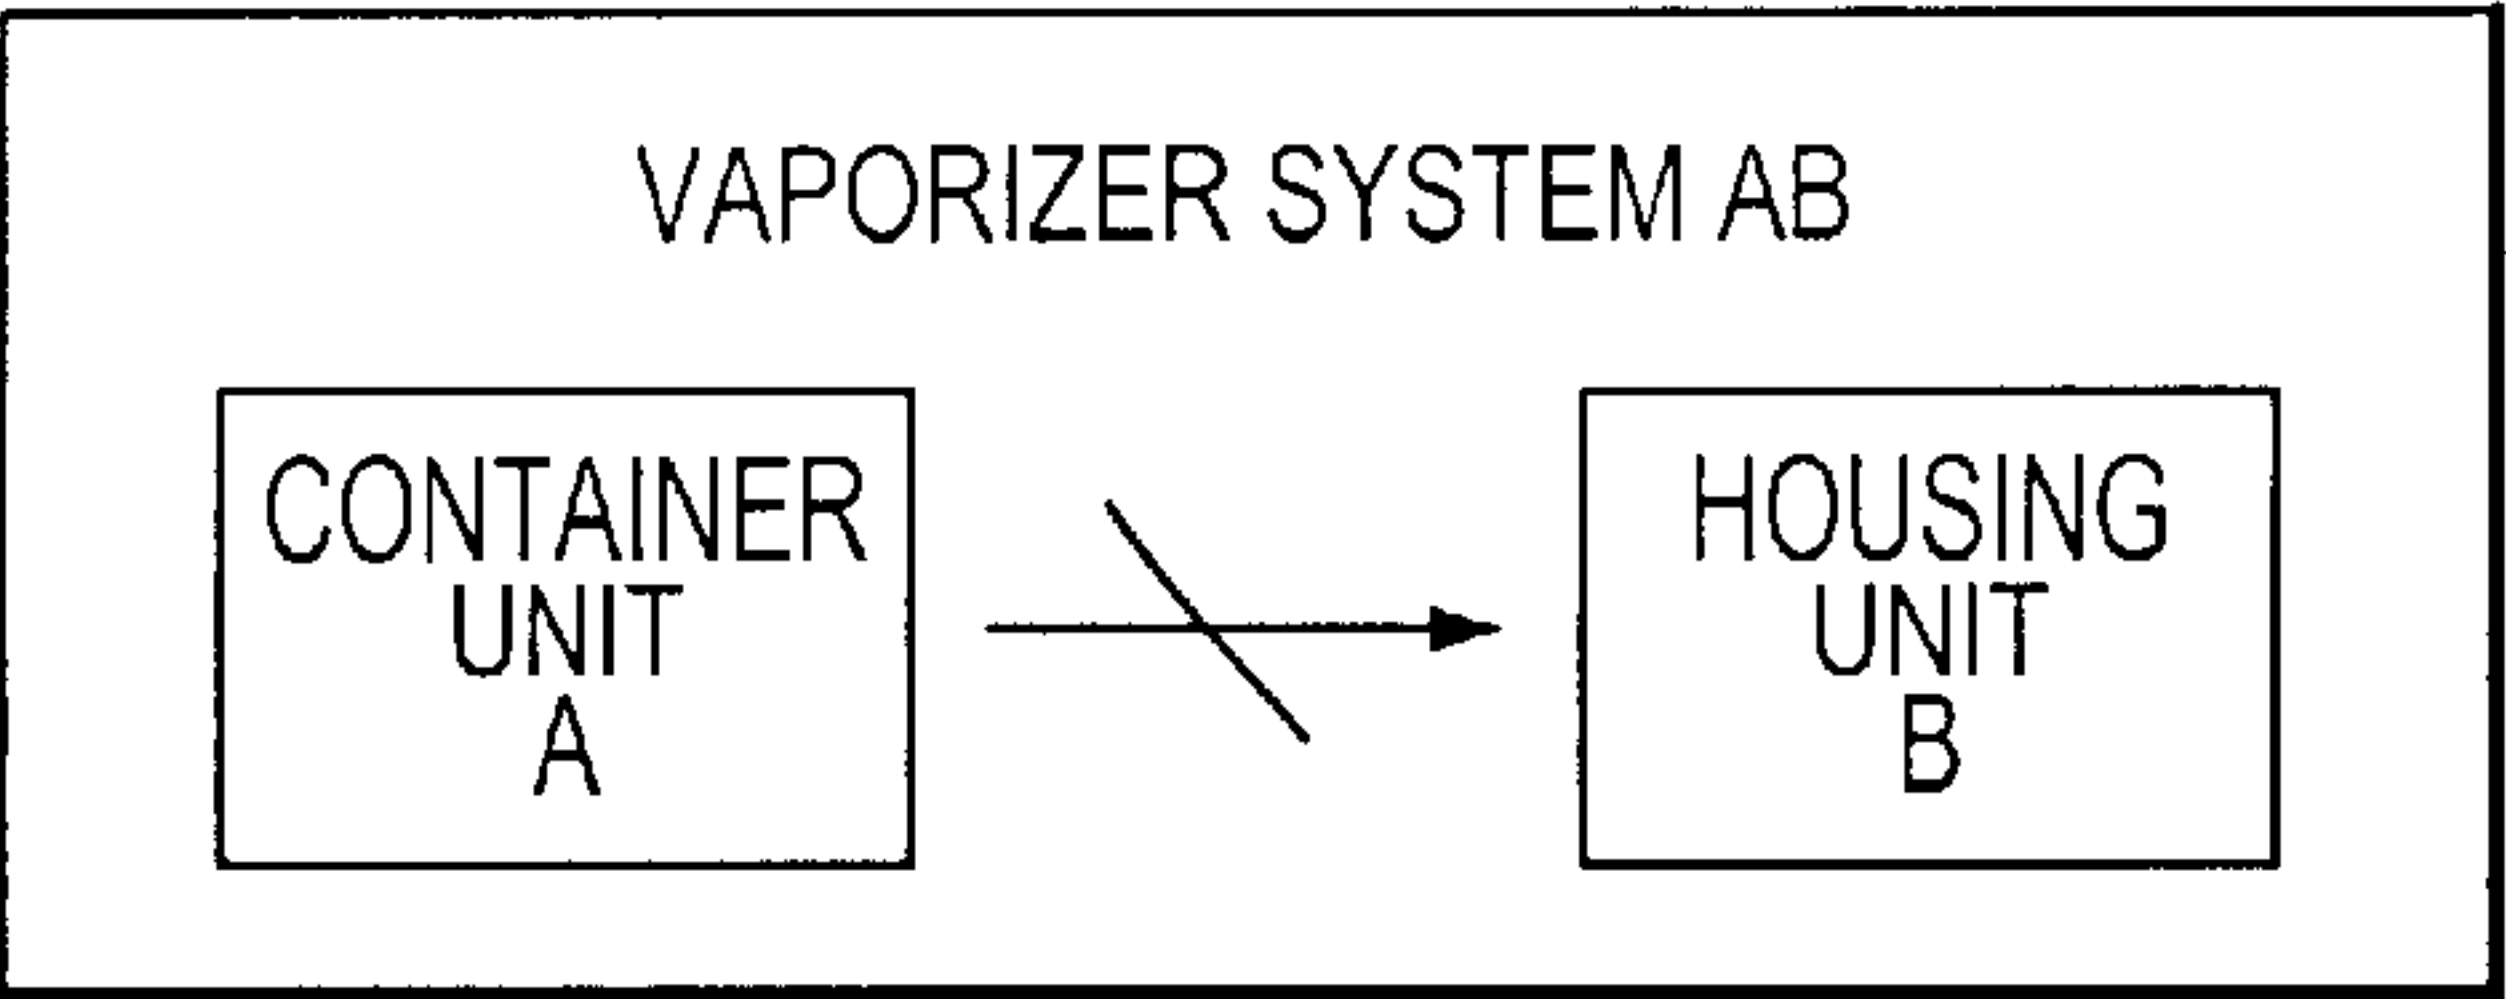 VAPORIZER SYSTEM AB
CONTAINER
UNIT
A
HOUSING
UNIT
B